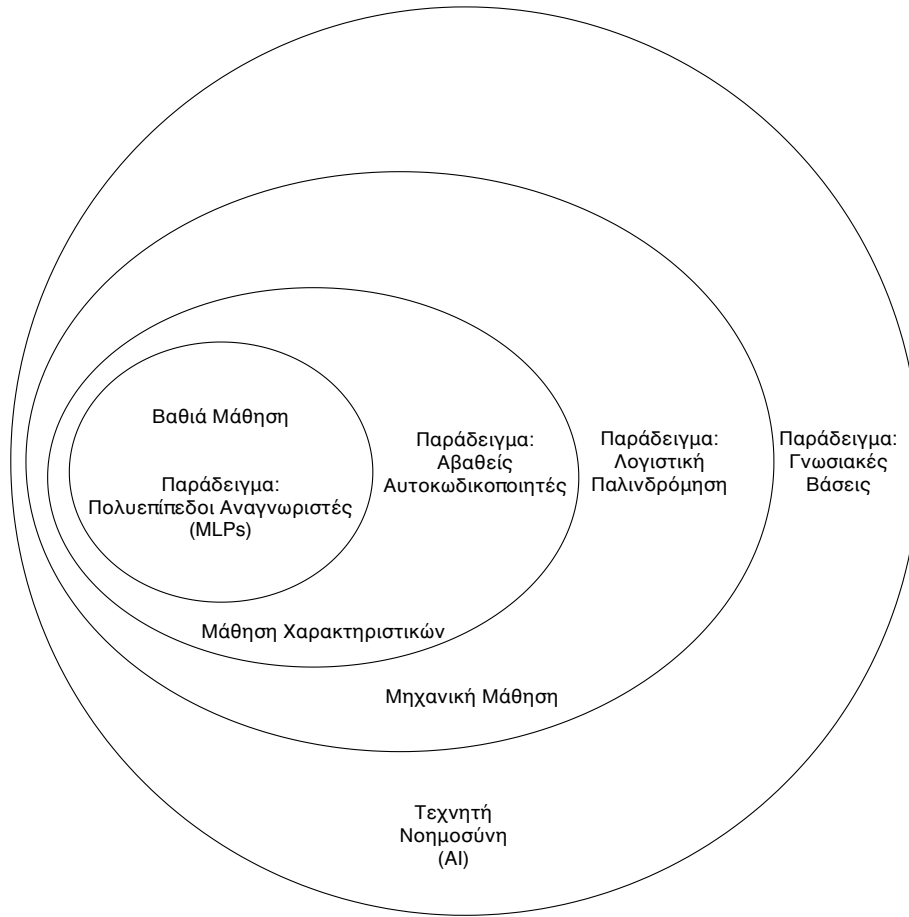 Βαθιά Μάθηση
Παράδειγμα:
Πολυεπίπεδοι Αναγνωριστές
(MLPs)
Παράδειγμα:
Αβαθείς
Αυτοκωδικοποιητές
Παράδειγμα:
Λογιστική
Παλινδρόμηση
Παράδειγμα:
Γνωσιακές
Βάσεις
Μάθηση Χαρακτηριστικών
Μηχανική Μάθηση
Τεχνητή
Νοημοσύνη
(AI)